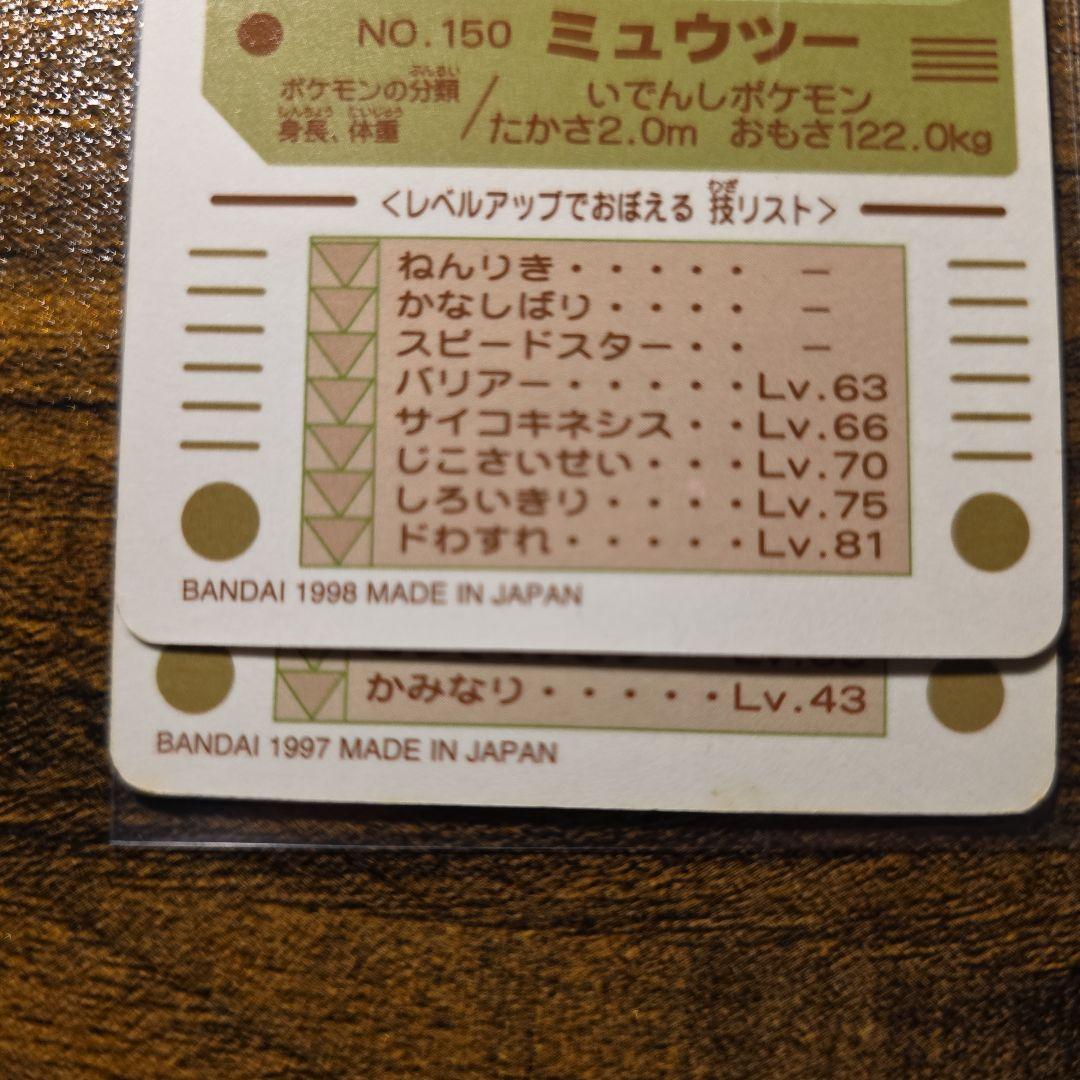 NO.150 ミュウツー
ポケモンの分類 いでんしポケモン
身長、体重 / たかさ2.0m おもさ122.0kg
<レベルアップでおぼえる 技リスト>
ねんりき・・・・・ ー
かなしばり・・・・ ー
スピードスター・・ ー
バリアー・・・・・Lv.63
サイコキネシス・・Lv.66
じこさいせい・・・Lv.70
しろいきり・・・・Lv.75
ドわすれ・・・・・Lv.81
BANDAI 1998 MADE IN JAPAN
かみなり・・・・・Lv.43
BANDAI 1997 MADE IN JAPAN